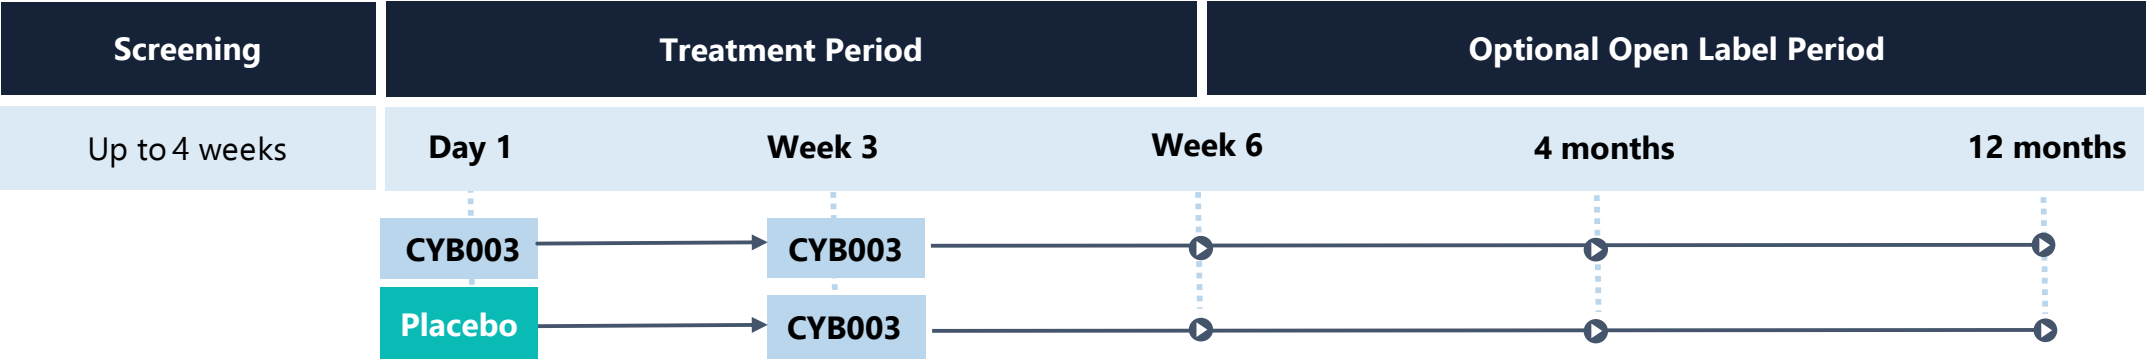 Screening
Treatment Period
Optional Open Label Period
Up to 4 weeks
Day 1
Week 3
Week 6
4 months
12 months
CYB003
CYB003
Placebo
CYB003